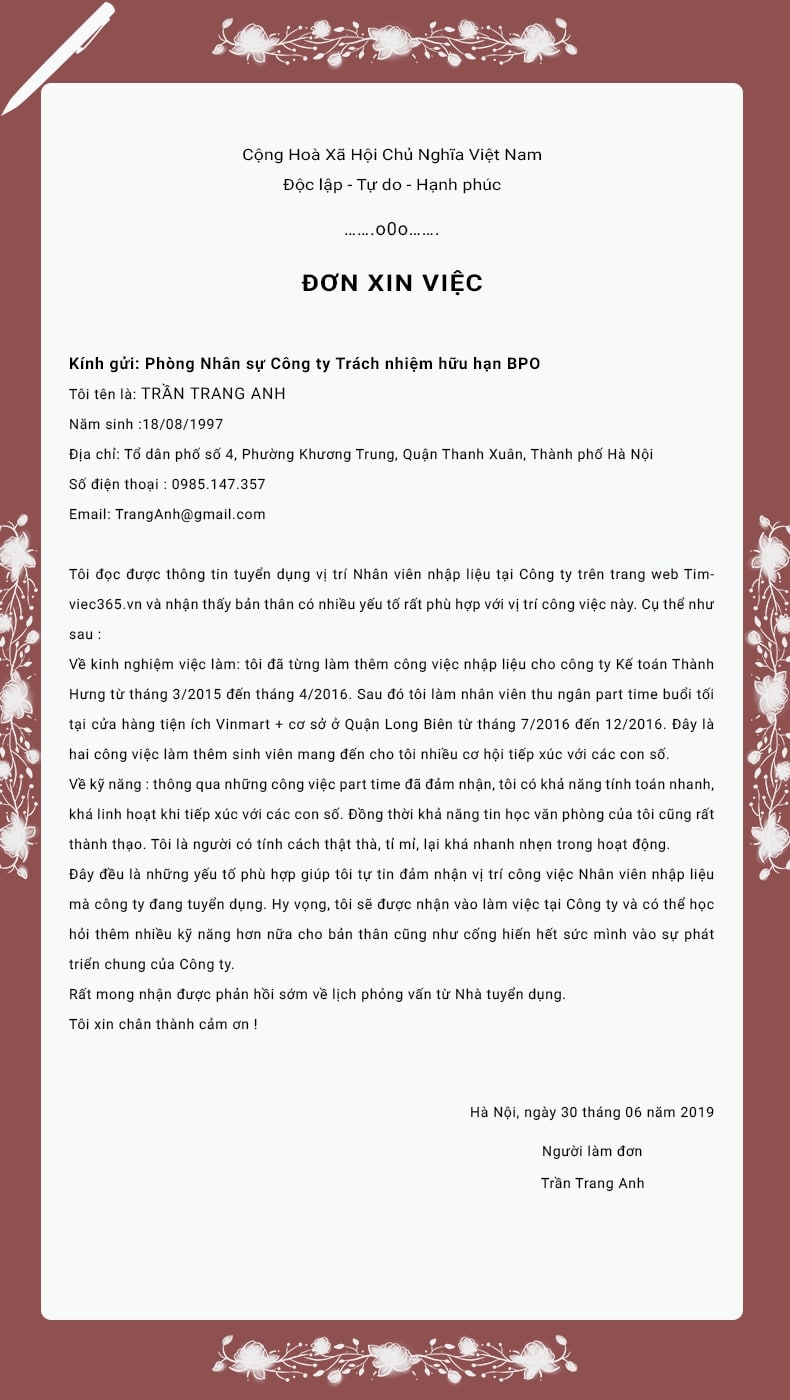 Cộng Hoà Xã Hội Chủ Nghĩa Việt Nam
Độc lập - Tự do - Hạnh phúc
…….o0o…….
ĐƠN XIN VIỆC
Kính gửi: Phòng Nhân sự Công ty Trách nhiệm hữu hạn BPO
Tôi tên là: TRẦN TRANG ANH
Năm sinh :18/08/1997
Địa chỉ: Tổ dân phố số 4, Phường Khương Trung, Quận Thanh Xuân, Thành phố Hà Nội
Số điện thoại : 0985.147.357
Email: TrangAnh@gmail.com
Tôi đọc được thông tin tuyển dụng vị trí Nhân viên nhập liệu tại Công ty trên trang web Tim-
viec365.vn và nhận thấy bản thân có nhiều yếu tố rất phù hợp với vị trí công việc này. Cụ thể như
sau :
Về kinh nghiệm việc làm: tôi đã từng làm thêm công việc nhập liệu cho công ty Kế toán Thành
Hưng từ tháng 3/2015 đến tháng 4/2016. Sau đó tôi làm nhân viên thu ngân part time buổi tối
tại cửa hàng tiện ích Vinmart + cơ sở ở Quận Long Biên từ tháng 7/2016 đến 12/2016. Đây là
hai công việc làm thêm sinh viên mang đến cho tôi nhiều cơ hội tiếp xúc với các con số.
Về kỹ năng : thông qua những công việc part time đã đảm nhận, tôi có khả năng tính toán nhanh,
khá linh hoạt khi tiếp xúc với các con số. Đồng thời khả năng tin học văn phòng của tôi cũng rất
thành thạo. Tôi là người có tính cách thật thà, tỉ mỉ, lại khá nhanh nhẹn trong hoạt động.
Đây đều là những yếu tố phù hợp giúp tôi tự tin đảm nhận vị trí công việc Nhân viên nhập liệu
mà công ty đang tuyển dụng. Hy vọng, tôi sẽ được nhận vào làm việc tại Công ty và có thể học
hỏi thêm nhiều kỹ năng hơn nữa cho bản thân cũng như cống hiến hết sức mình vào sự phát
triển chung của Công ty.
Rất mong nhận được phản hồi sớm về lịch phỏng vấn từ Nhà tuyển dụng.
Tôi xin chân thành cảm ơn !
Hà Nội, ngày 30 tháng 06 năm 2019
Người làm đơn
Trần Trang Anh